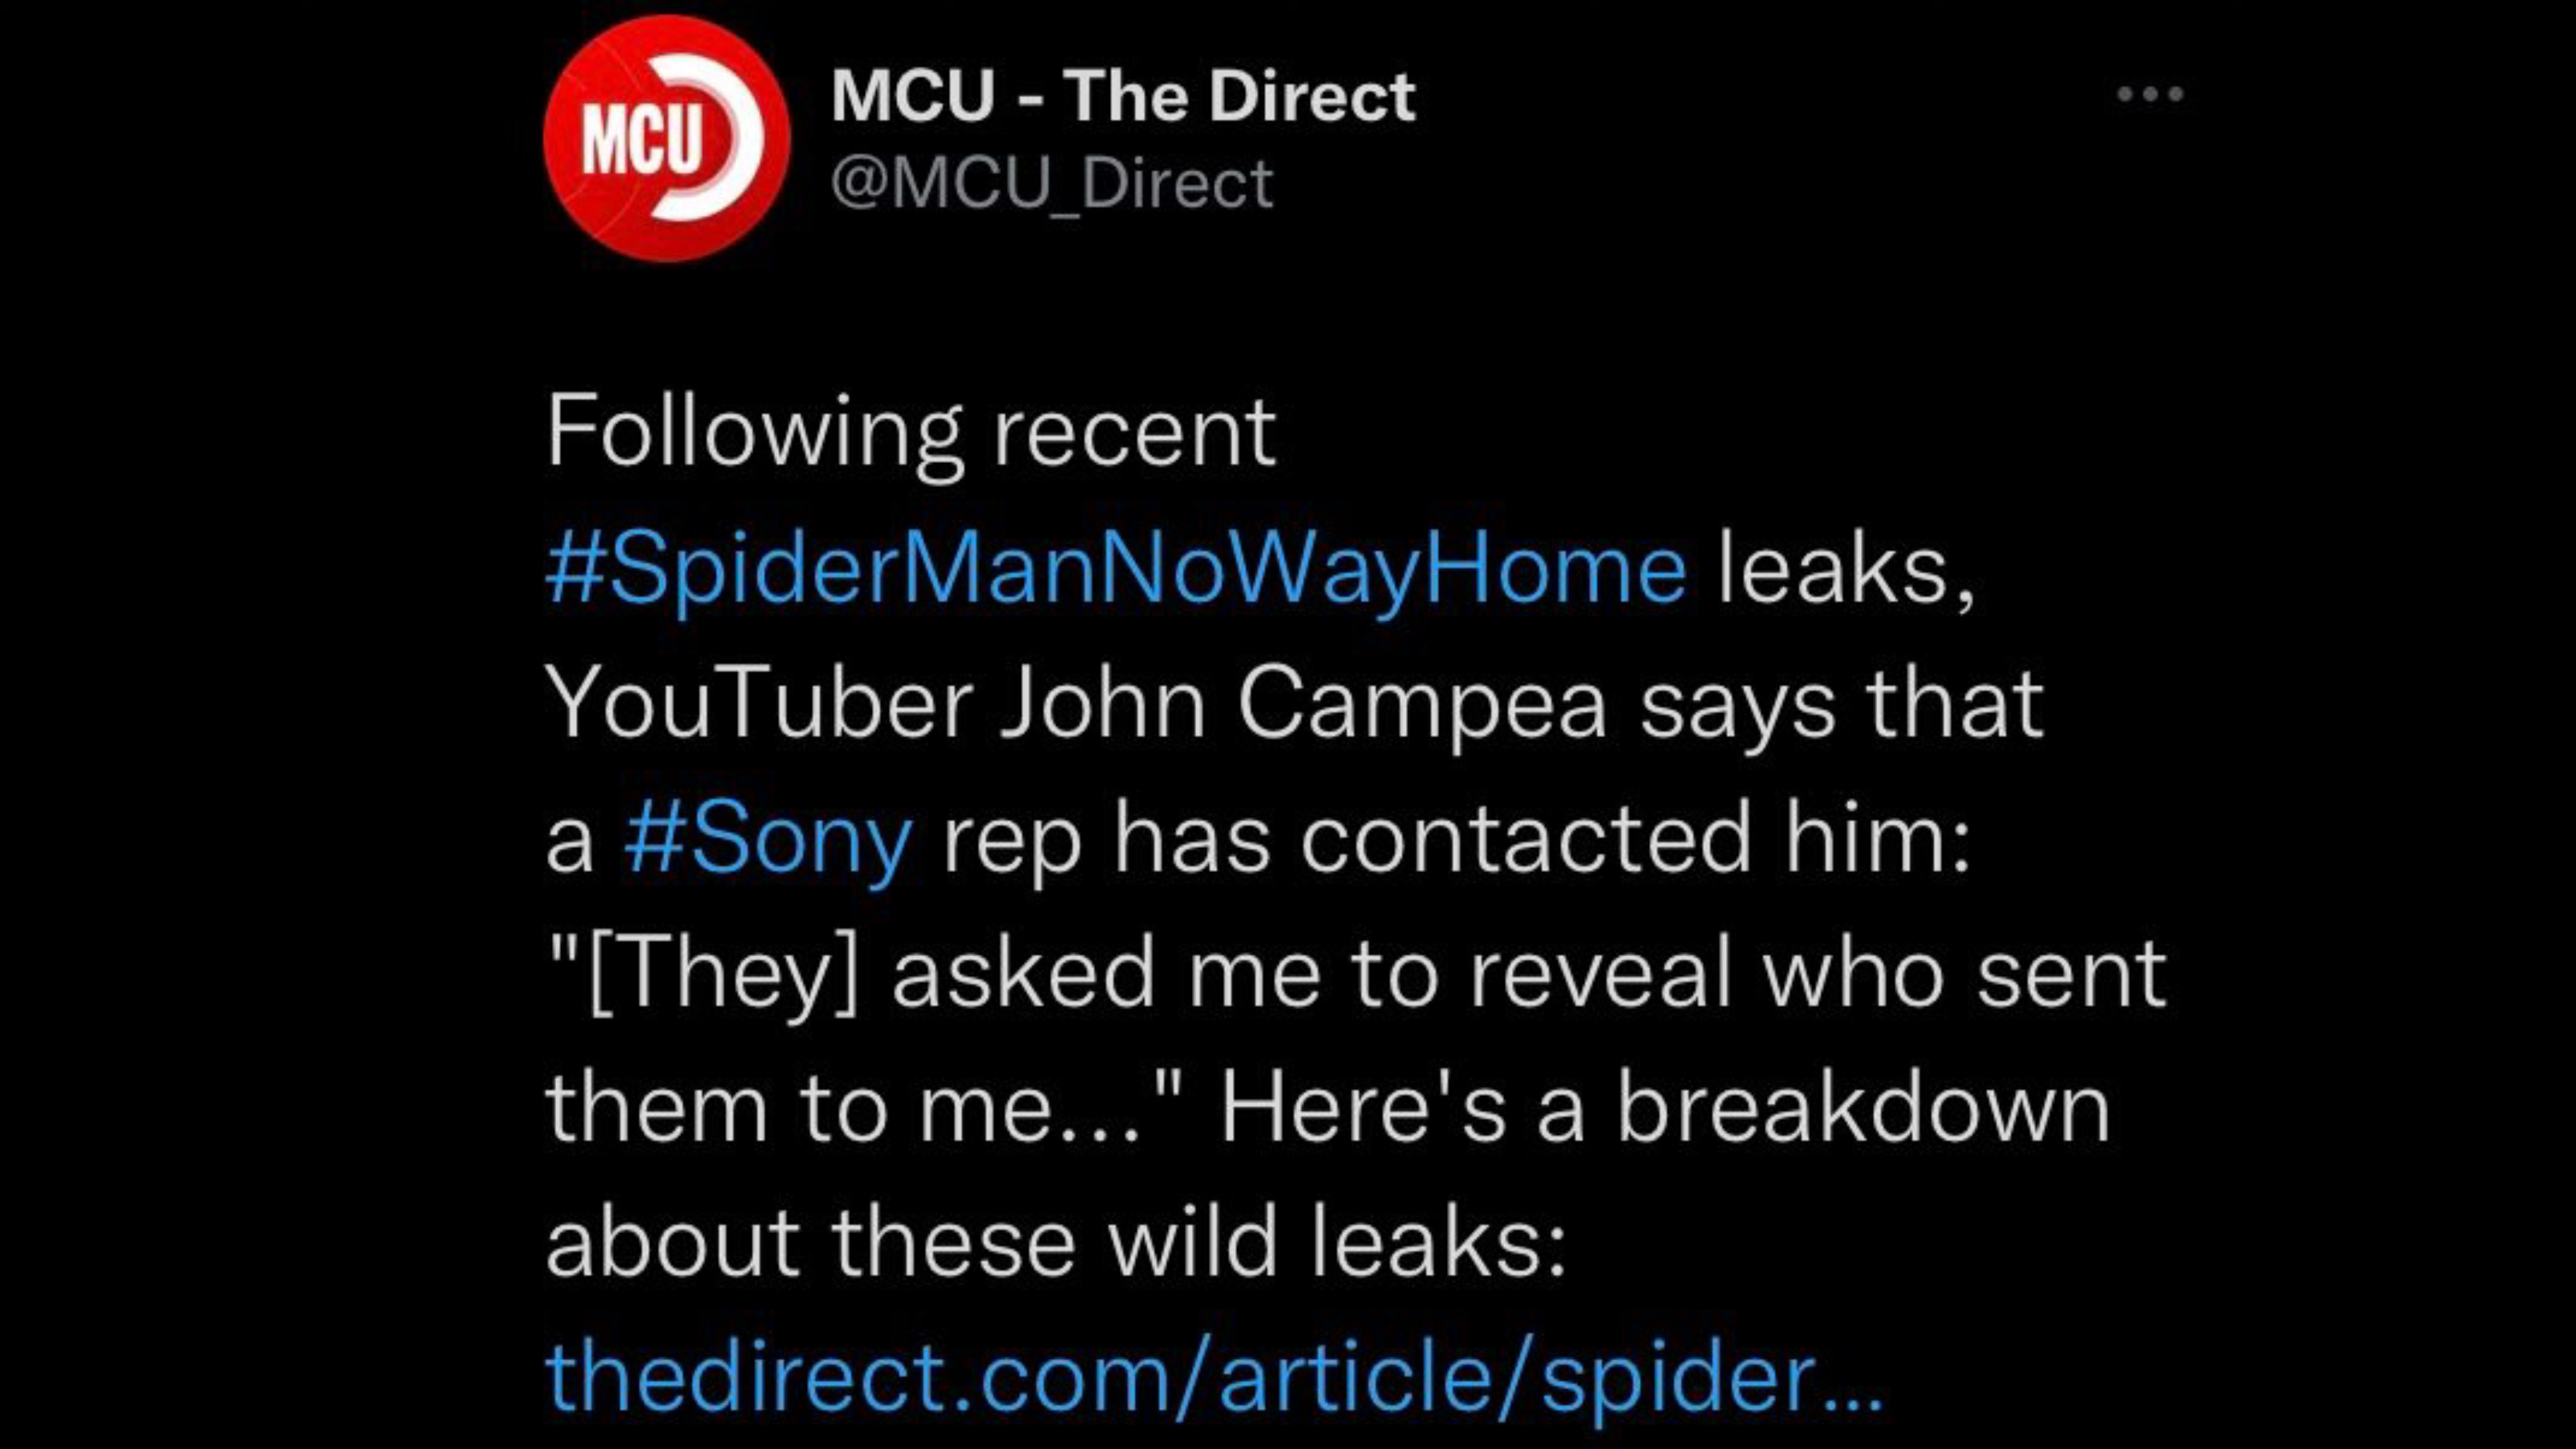 MCU
MCU - The Direct
@MCU_Direct
Following recent
#SpiderManNoWayHome leaks,
YouTuber John Campea says that
a #Sony rep has contacted him:
"[They] asked me to reveal who sent
them to me..." Here's a breakdown
about these wild leaks:
thedirect.com/article/spider...